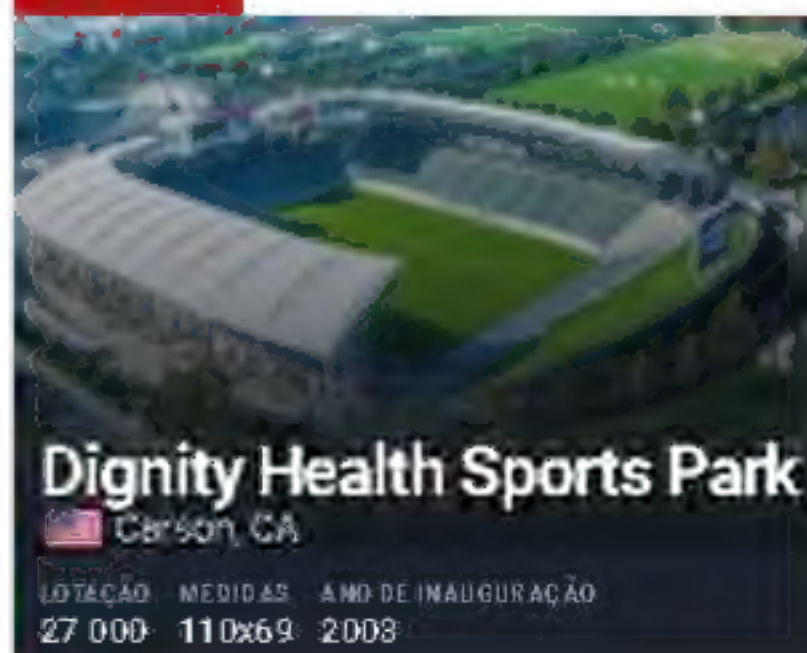 Dignity Health Sports Park
Carson, CA
LOTAÇÃO MEDIDAS ANO DE INAUGURAÇÃO
27 000 110x69 2003